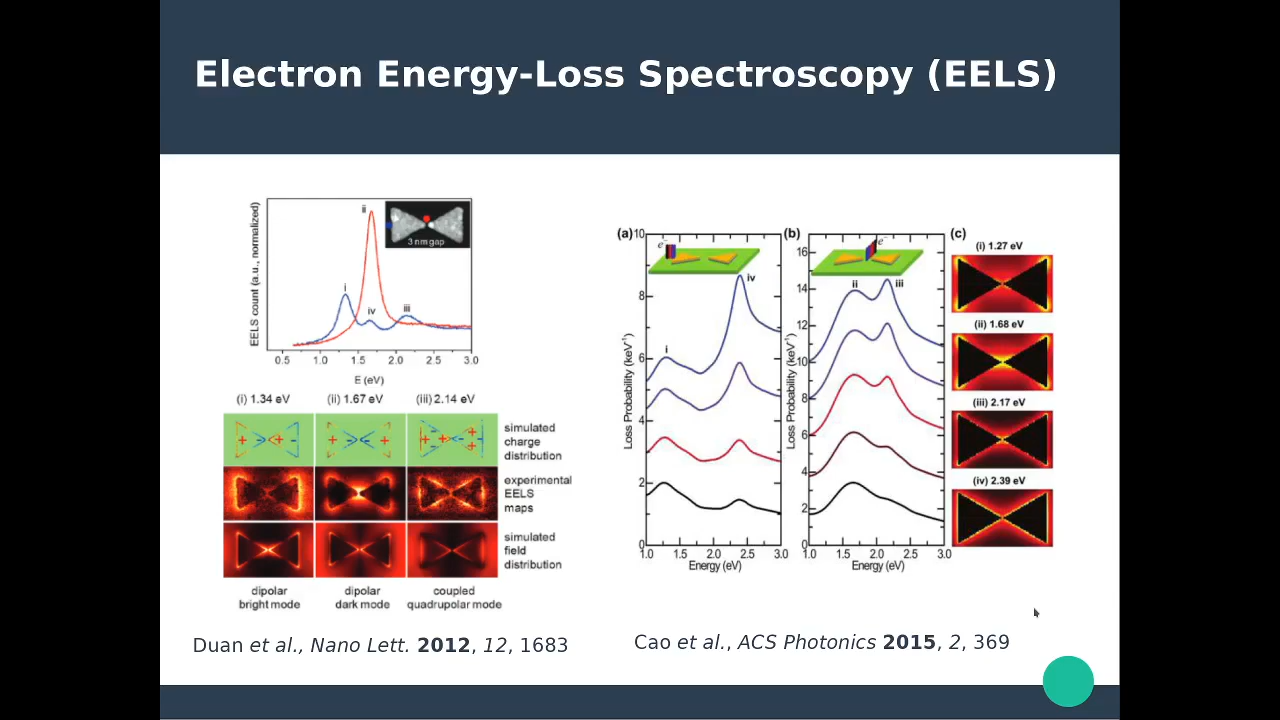 Electron Energy-Loss Spectroscopy (EELS)
EELS count (a.u., normalized)
ii
i
iv
iii
3 nm gap
0.5 1.0 1.5 2.0 2.5 3.0
E (eV)
(i) 1.34 eV (ii) 1.67 eV (iii) 2.14 eV
simulated
charge
distribution
experimental
EELS
maps
simulated
field
distribution
dipolar
bright mode
dipolar
dark mode
coupled
quadrupolar mode
Duan et al., Nano Lett. 2012, 12, 1683
(a)
10
8
6
4
2
0
Loss Probability (keV⁻¹)
e⁻
iv
i
1.0 1.5 2.0 2.5 3.0
Energy (eV)
(b)
16
14
12
10
8
6
4
2
0
Loss Probability (keV⁻¹)
e⁻
ii
iii
1.0 1.5 2.0 2.5 3.0
Energy (eV)
(c)
(i) 1.27 eV
(ii) 1.68 eV
(iii) 2.17 eV
(iv) 2.39 eV
Cao et al., ACS Photonics 2015, 2, 369